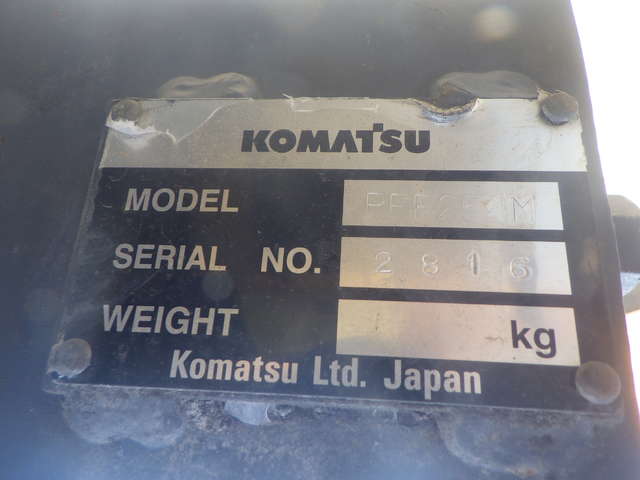 KOMATSU
MODEL
SERIAL NO. 2816
WEIGHT kg
Komatsu Ltd. Japan